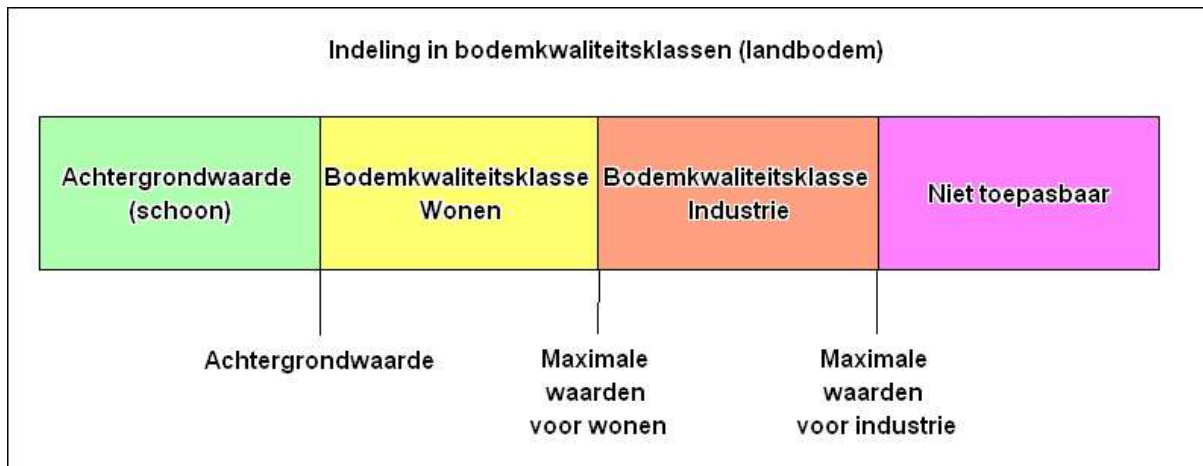 Indeling in bodemkwaliteitsklassen (landbodem)
Achtergrondwaarde
(schoon)
Bodemkwaliteitsklasse
Wonen
Bodemkwaliteitsklasse
Industrie
Niet toepasbaar
Achtergrondwaarde
Maximale
waarden
voor wonen
Maximale
waarden
voor industrie